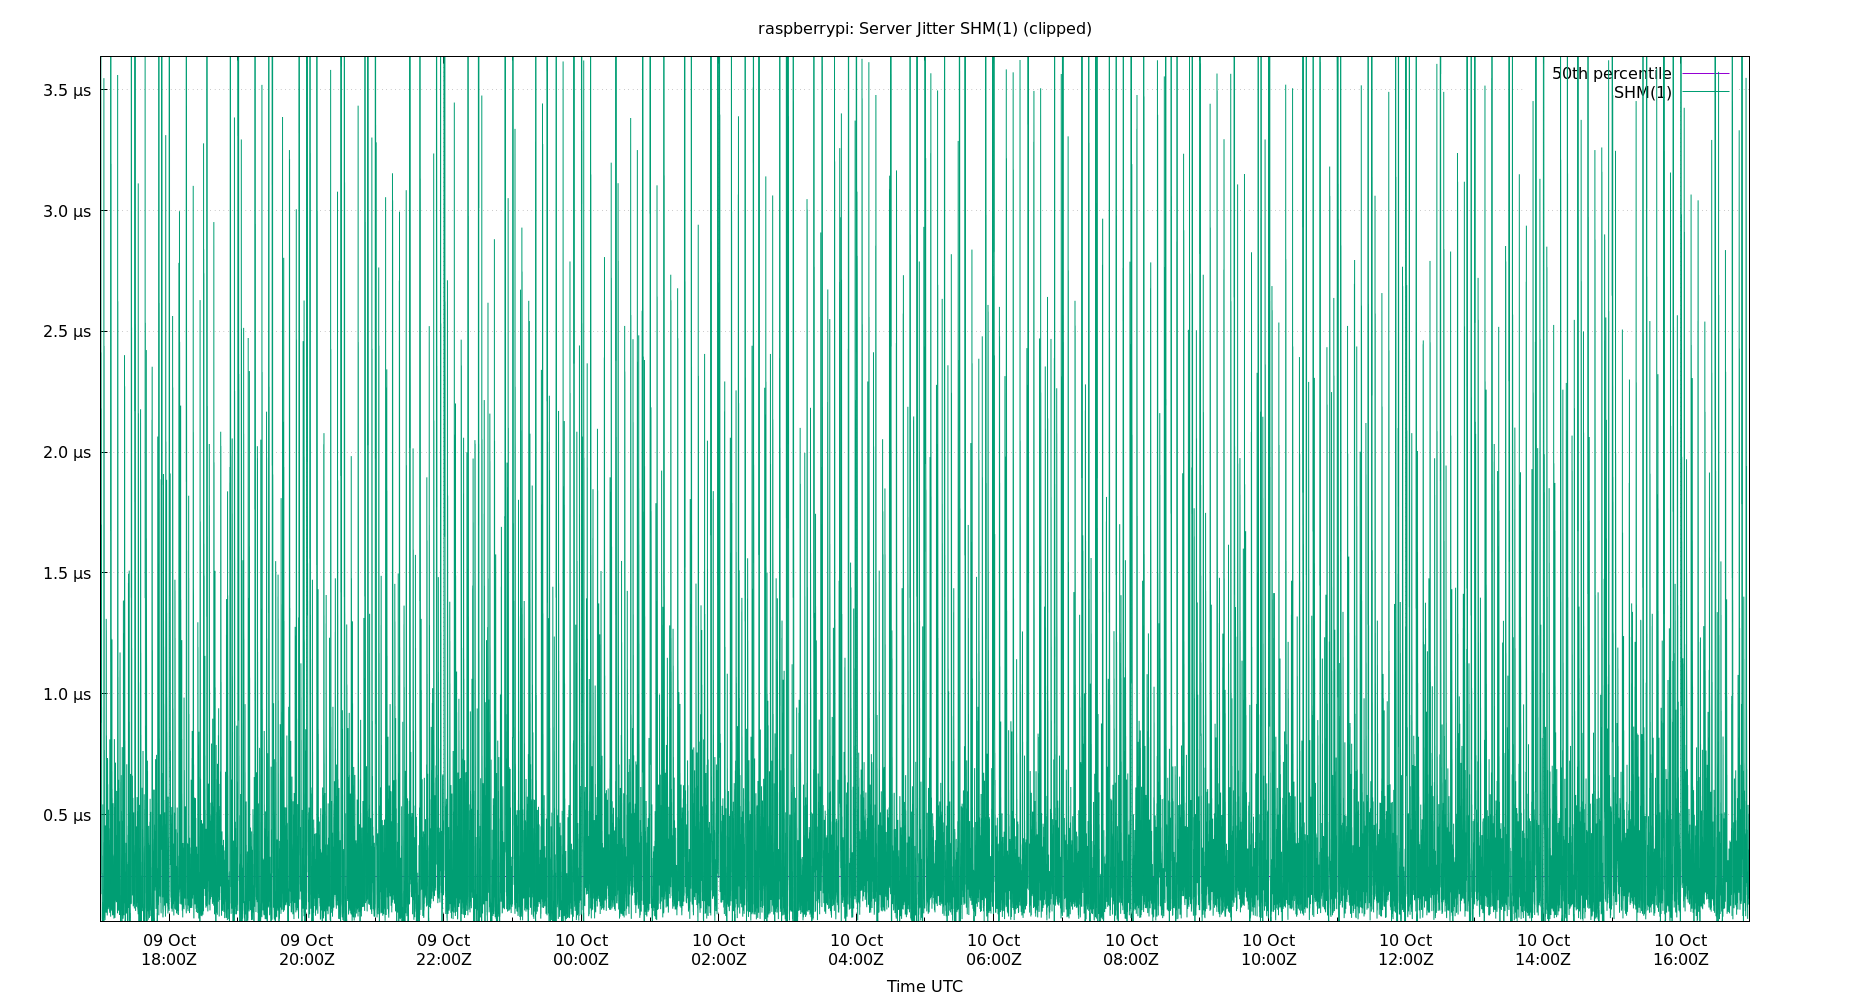 raspberrypi: Server Jitter SHM(1) (clipped)
50th percentile
SHM(1)
3.5 µs
3.0 µs
2.5 µs
2.0 µs
1.5 µs
1.0 µs
0.5 µs
09 Oct 09 Oct 09 Oct 10 Oct 10 Oct 10 Oct 10 Oct 10 Oct 10 Oct 10 Oct 10 Oct 10 Oct
18:00Z 20:00Z 22:00Z 00:00Z 02:00Z 04:00Z 06:00Z 08:00Z 10:00Z 12:00Z 14:00Z 16:00Z
Time UTC